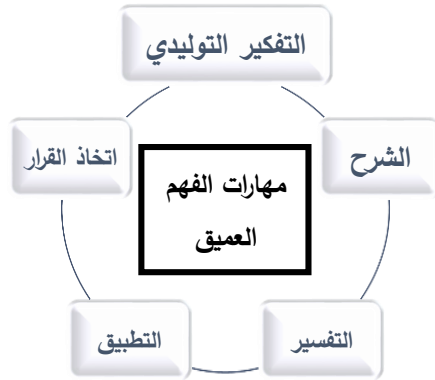 التفكير التوليدي
الشرح
اتخاذ القرار
مهارات الفهم
العميق
التفسير
التطبيق